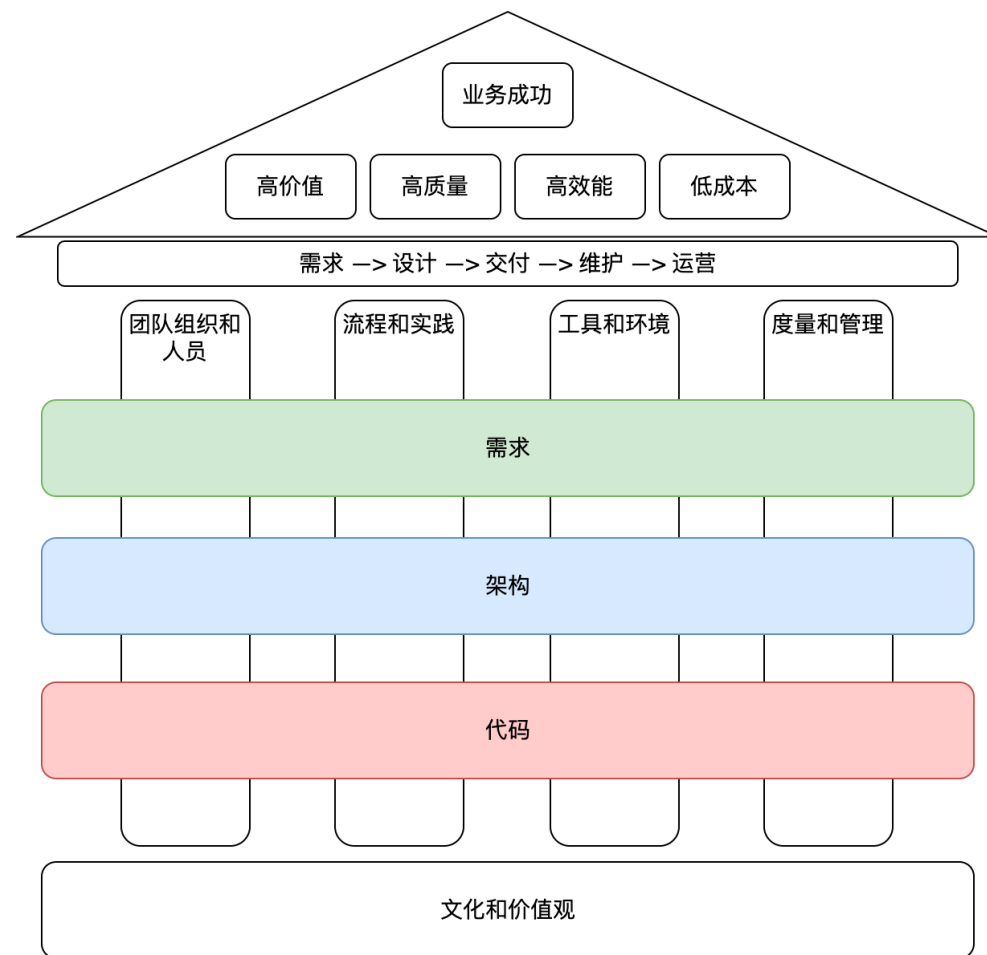 业务成功
高价值
高质量
高效能
低成本
需求 —> 设计 —> 交付 —> 维护 —> 运营
团队组织和
人员
流程和实践
工具和环境
度量和管理
需求
架构
代码
文化和价值观